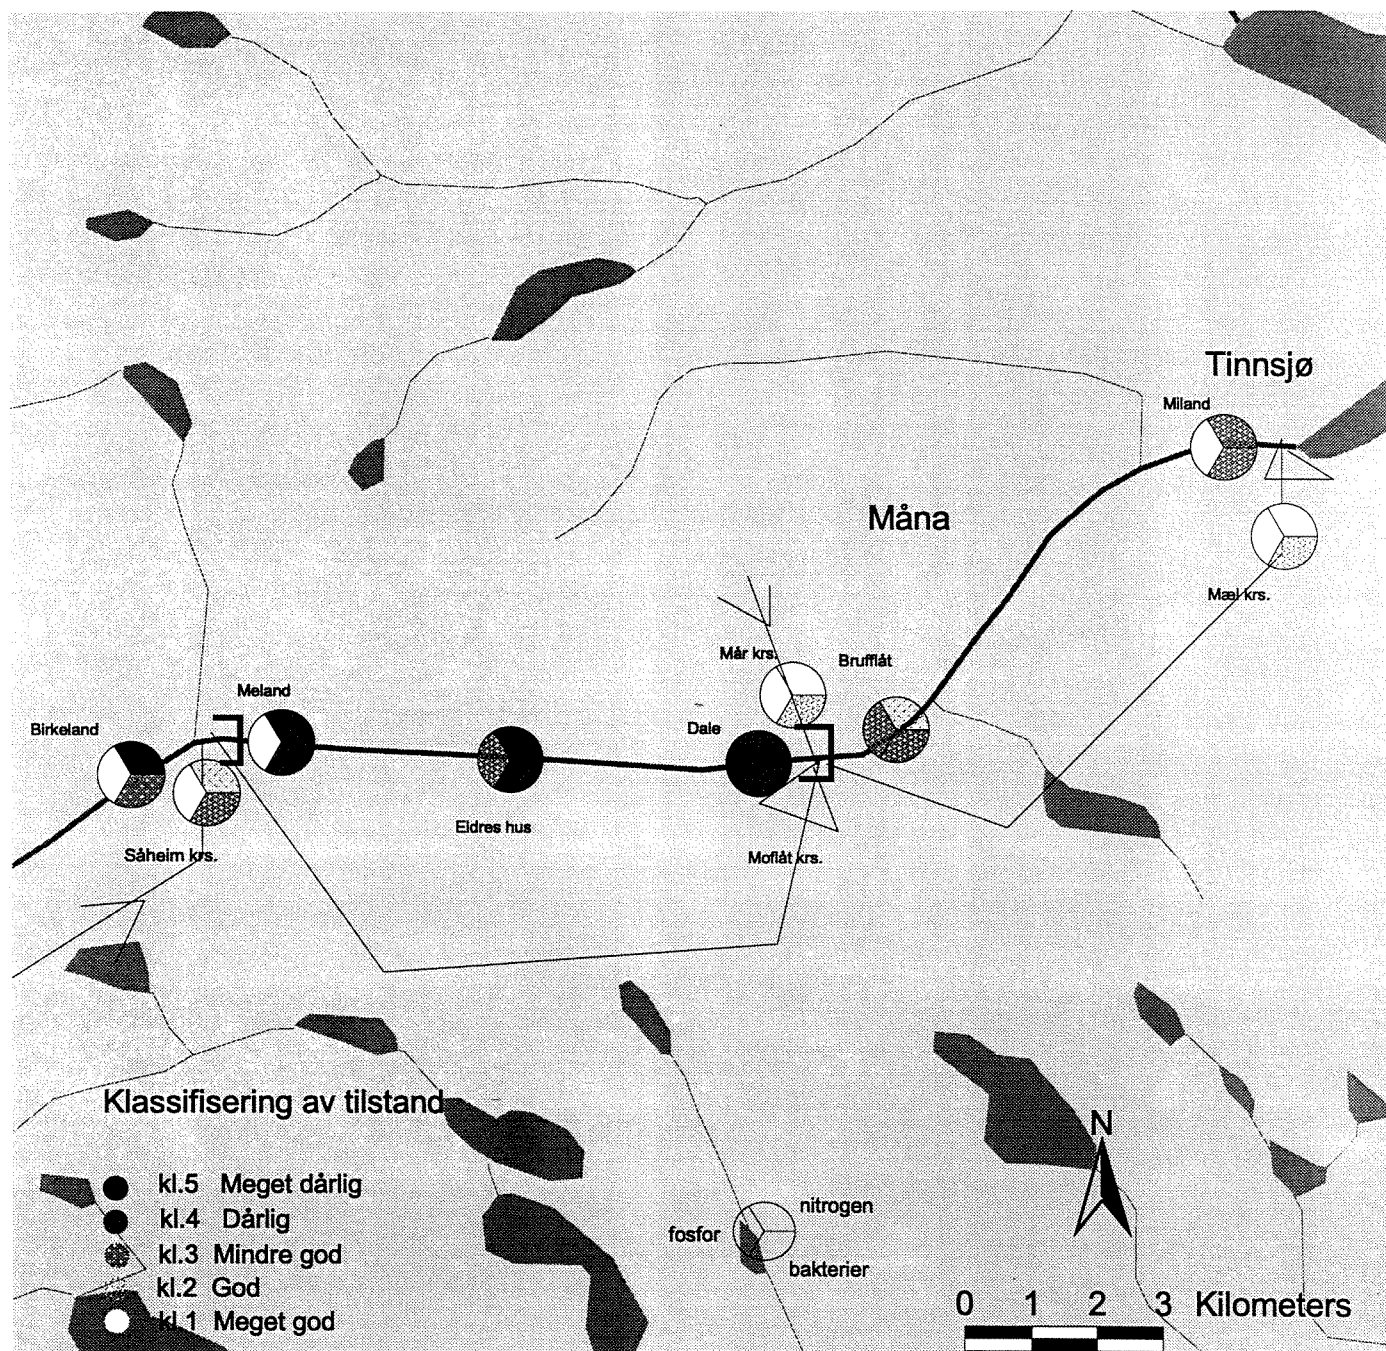 Tinnsjø
Miland
Måna
Mæl krs.
Mår krs.
Brufflåt
Meland
Birkeland
Dale
Eldres hus
Såheim krs.
Moflåt krs.
Klassifisering av tilstand
N
kl.5 Meget dårlig
kl.4 Dårlig
kl.3 Mindre god
kl.2 God
kl.1 Meget god
nitrogen
fosfor
bakterier
0 1 2 3 Kilometers